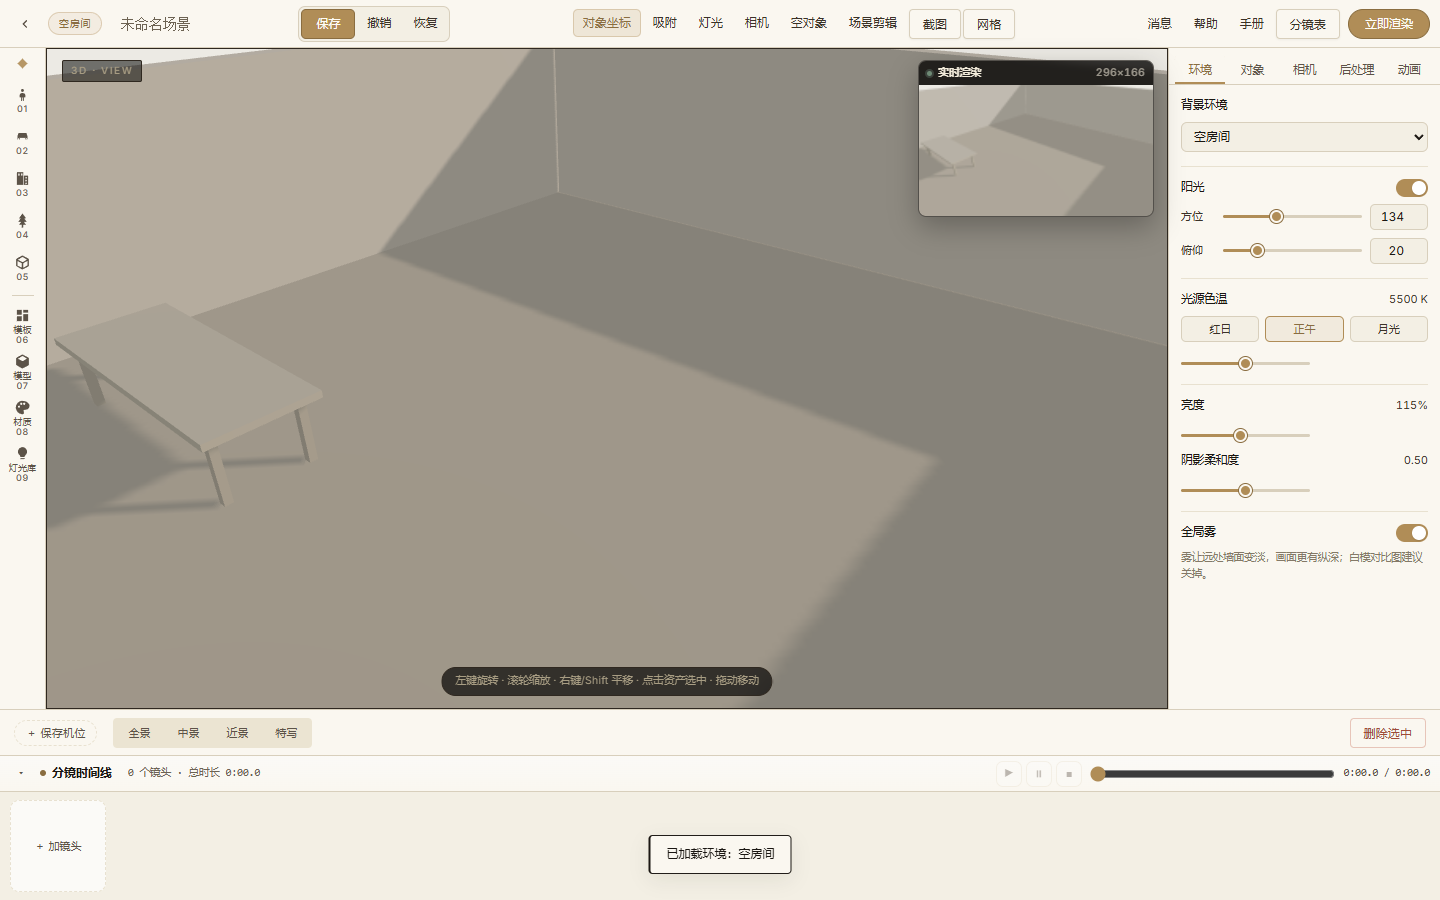 空房间
未命名场景
保存
撤销
恢复
对象坐标
吸附
灯光
相机
空对象
场景剪辑
截图
网格
消息
帮助
手册
分镜表
立即渲染
01
02
03
04
05
模板
06
模型
07
材质
08
灯光库
09
3D · VIEW
实时渲染
296×166
左键旋转 · 滚轮缩放 · 右键/Shift 平移 · 点击资产选中 · 拖动移动
环境
对象
相机
后处理
动画
背景环境
空房间
阳光
方位
134
俯仰
20
光源色温
5500 K
红日
正午
月光
亮度
115%
阴影柔和度
0.50
全局雾
雾让远处墙面变淡，画面更有纵深；白模对比图建议
关掉。
+ 保存机位
全景
中景
近景
特写
删除选中
分镜时间线
0 个镜头 · 总时长 0:00.0
0:00.0 / 0:00.0
+ 加镜头
已加载环境：空房间